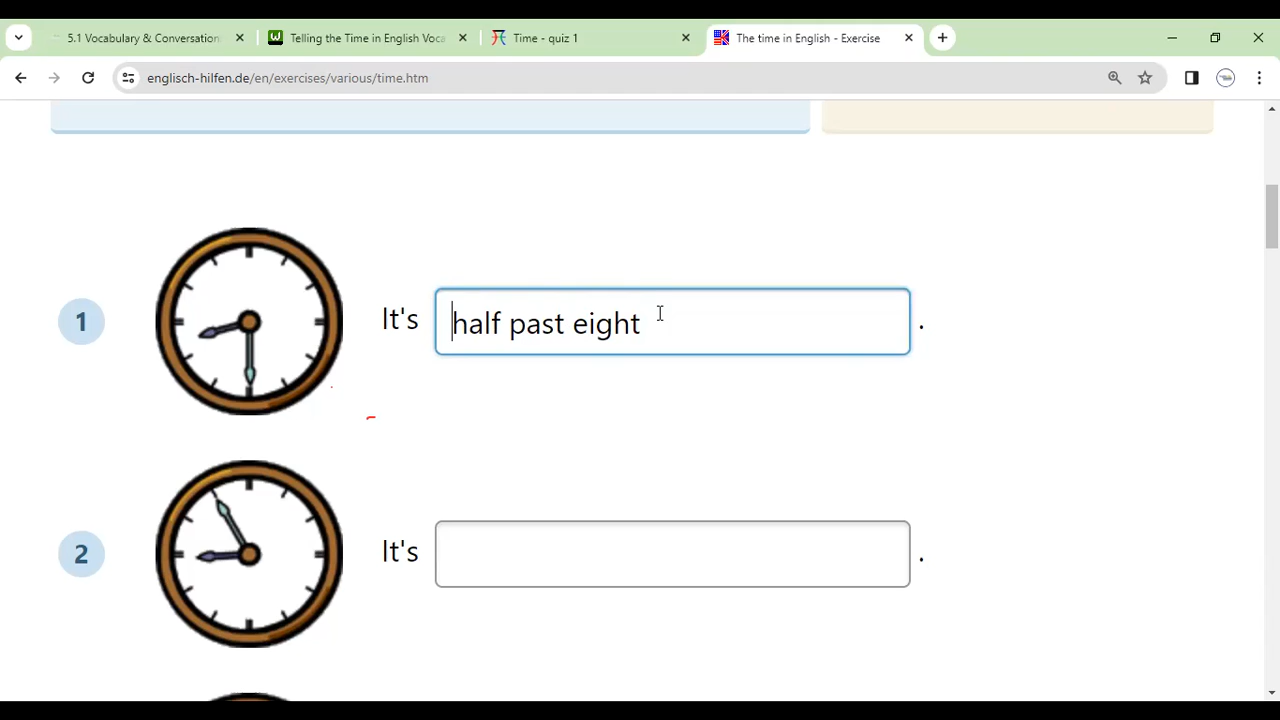 5.1 Vocabulary & Conversation
Telling the Time in English Voca
Time - quiz 1
The time in English - Exercise
englisch-hilfen.de/en/exercises/various/time.htm
1 It's half past eight .
2 It's .